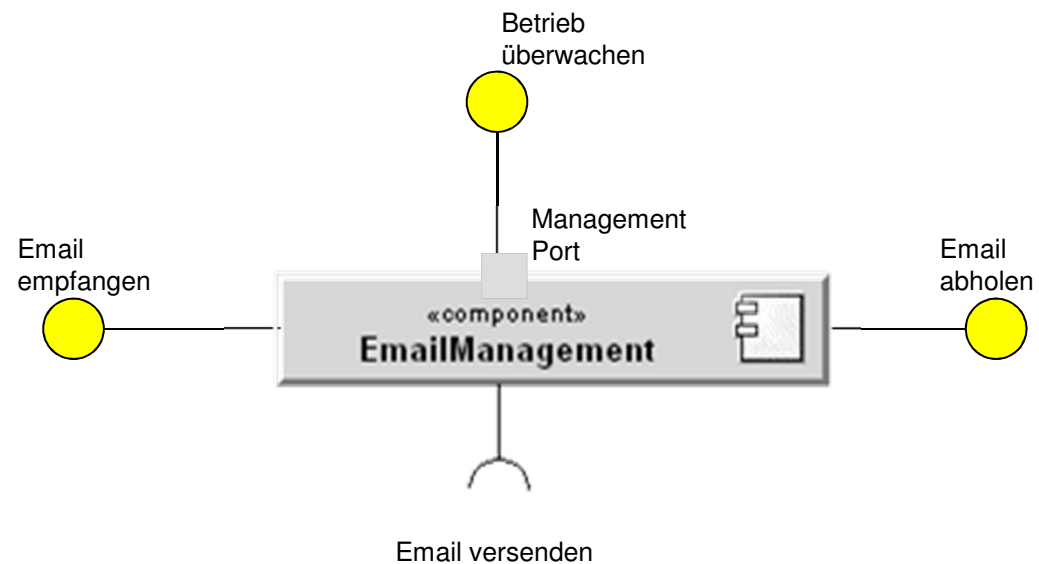 Betrieb
überwachen
Management
Port
Email
empfangen
Email
abholen
«component»
EmailManagement
Email versenden